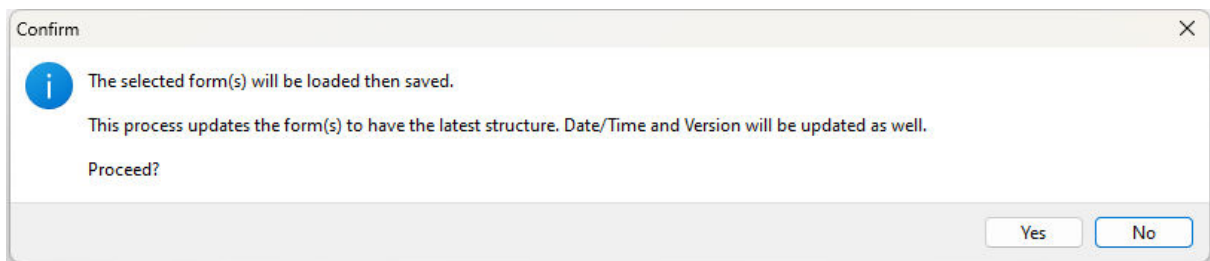 Confirm
The selected form(s) will be loaded then saved.
This process updates the form(s) to have the latest structure. Date/Time and Version will be updated as well.
Proceed?
Yes No